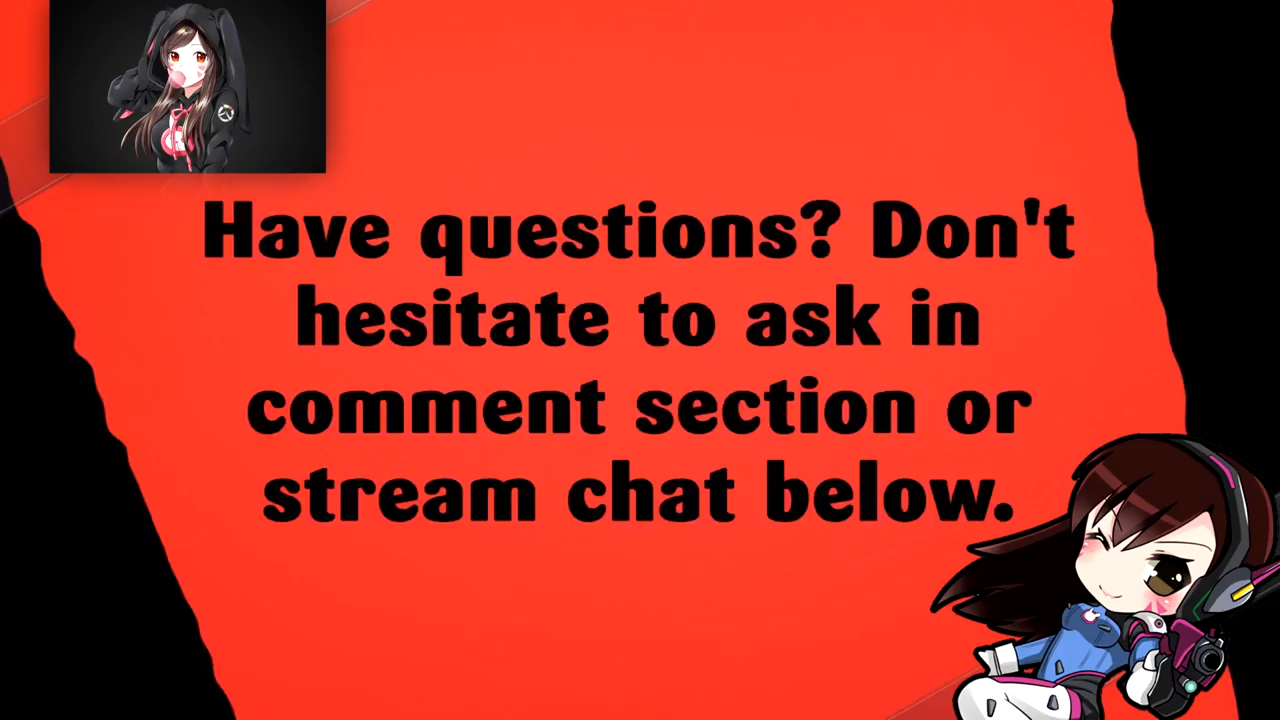 Have questions? Don't
hesitate to ask in
comment section or
stream chat below.